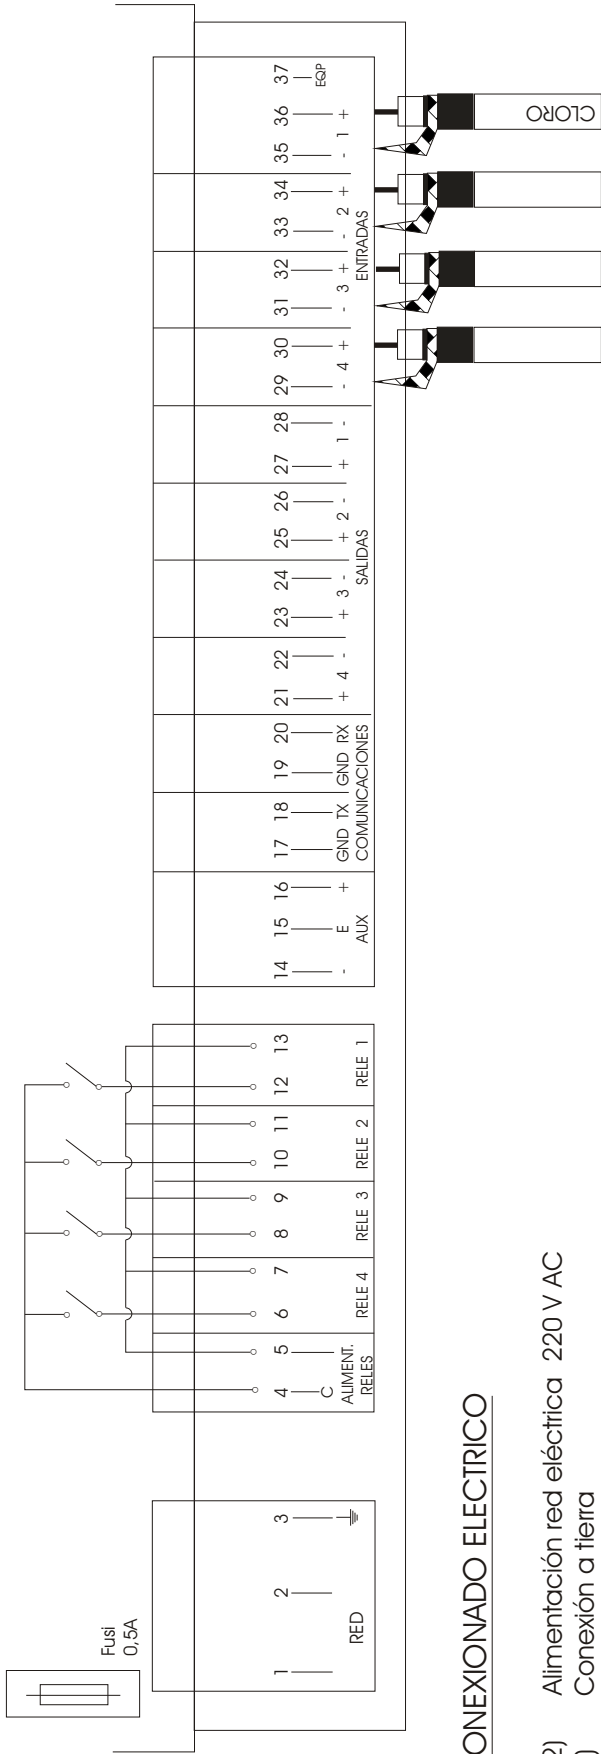 Fusi
0,5A
1 2 3
RED
4 5 6 7 8 9 10 11 12 13
C
ALIMENT.
RELES
RELE 4 RELE 3 RELE 2 RELE 1
14 15 16 17 18 19 20 21 22 23 24 25 26 27 28 29 30 31 32 33 34 35 36 37
- E + GND TX GND RX + 4 - + 3 - + 2 - + 1 - - 4 + - 3 + - 2 + - 1 + EQP
AUX COMUNICACIONES SALIDAS ENTRADAS
CLORO
ONEXIONADO ELECTRICO
2) Alimentación red eléctrica 220 V AC
) Conexión a tierra